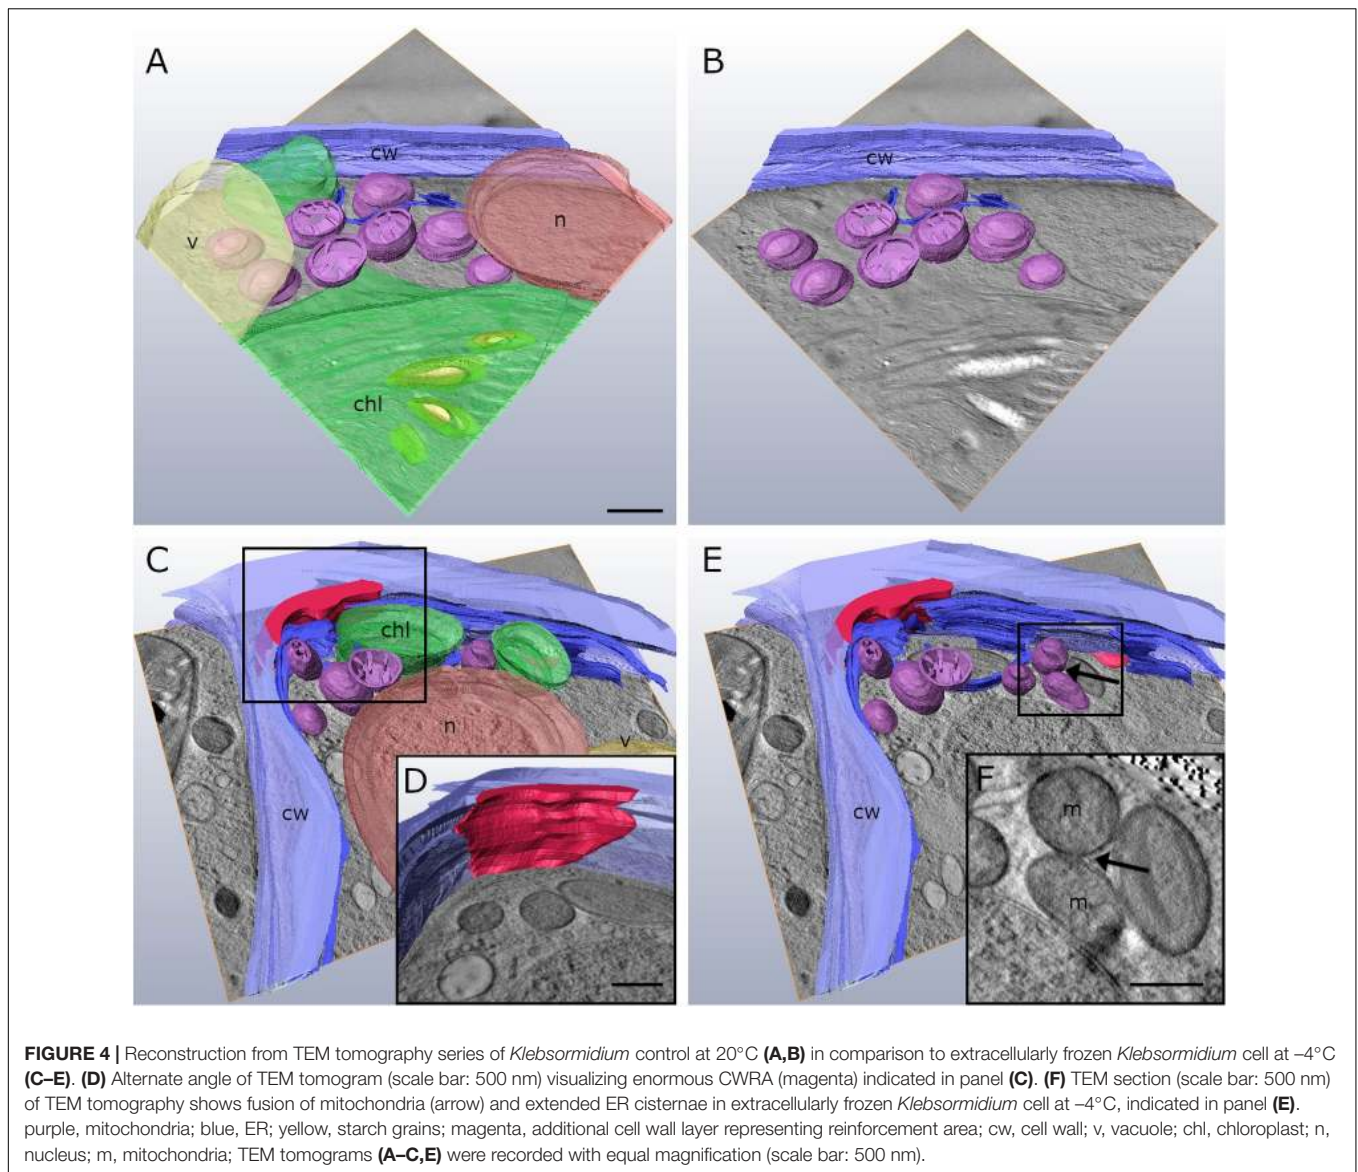 A
B
cw
cw
v
n
chl
C
E
chl
n
v
D
cw
cw
F
m
m
FIGURE 4 | Reconstruction from TEM tomography series of Klebsormidium control at 20°C (A,B) in comparison to extracellularly frozen Klebsormidium cell at –4°C
(C–E). (D) Alternate angle of TEM tomogram (scale bar: 500 nm) visualizing enormous CWRA (magenta) indicated in panel (C). (F) TEM section (scale bar: 500 nm)
of TEM tomography shows fusion of mitochondria (arrow) and extended ER cisternae in extracellularly frozen Klebsormidium cell at –4°C, indicated in panel (E).
purple, mitochondria; blue, ER; yellow, starch grains; magenta, additional cell wall layer representing reinforcement area; cw, cell wall; v, vacuole; chl, chloroplast; n,
nucleus; m, mitochondria; TEM tomograms (A–C,E) were recorded with equal magnification (scale bar: 500 nm).